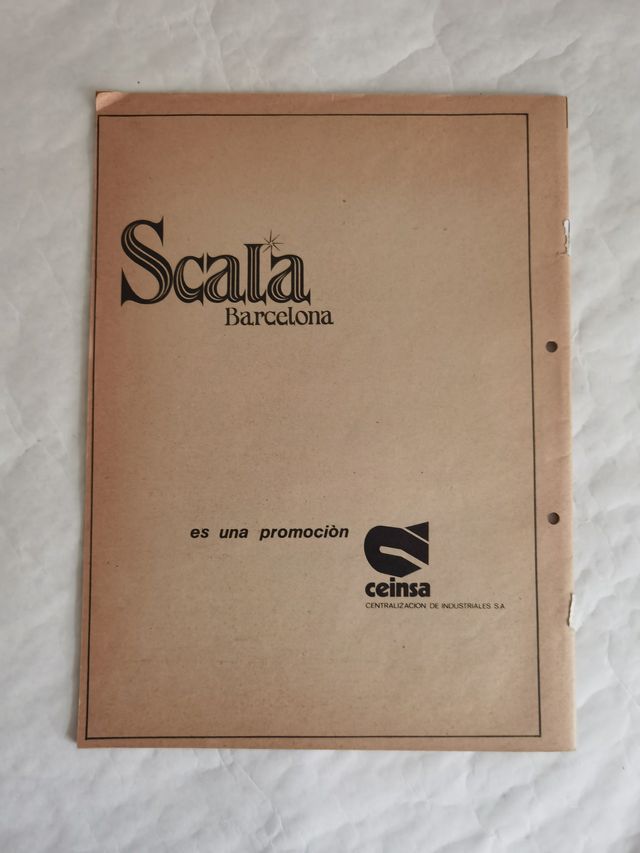 Scala
Barcelona
es una promociòn
ceinsa
CENTRALIZACION DE INDUSTRIALES S.A